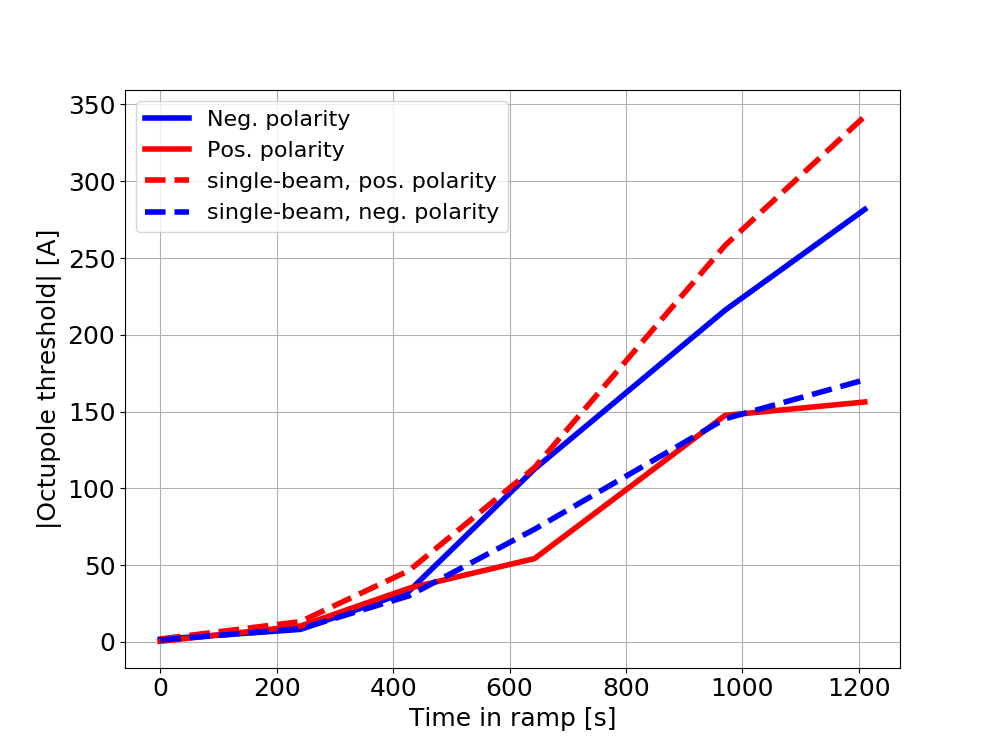 350
300
250
200
150
100
50
0
|Octupole threshold| [A]
Neg. polarity
Pos. polarity
single-beam, pos. polarity
single-beam, neg. polarity
0 200 400 600 800 1000 1200
Time in ramp [s]